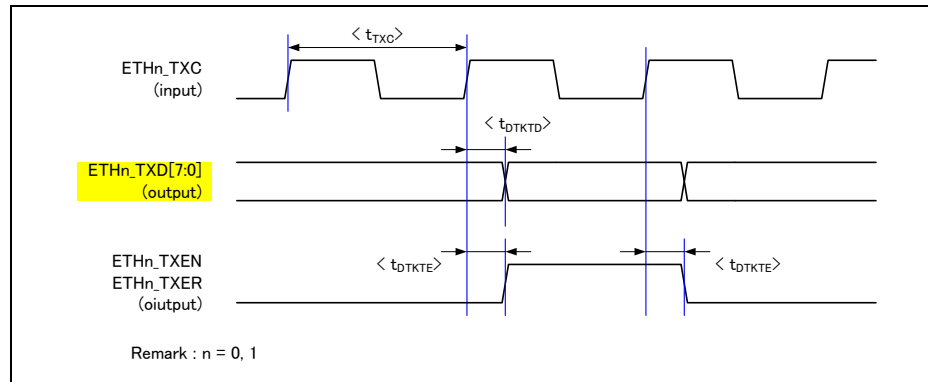 < tTXC>
ETHn_TXC
(input)
< tDTKTD>
ETHn_TXD[7:0]
(output)
ETHn_TXEN
ETHn_TXER
(oiutput)
< tDTKTE>
< tDTKTE>
Remark : n = 0, 1